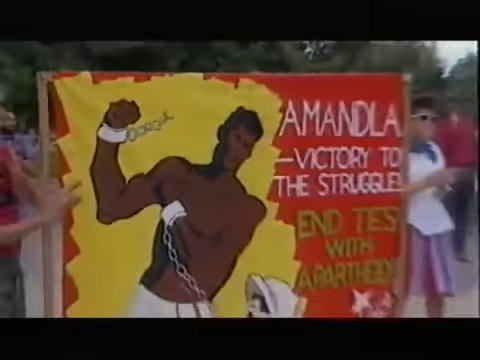 AMANDLA
—VICTORY TO
THE STRUGGLE!
END TIES
WITH
APARTHEID!